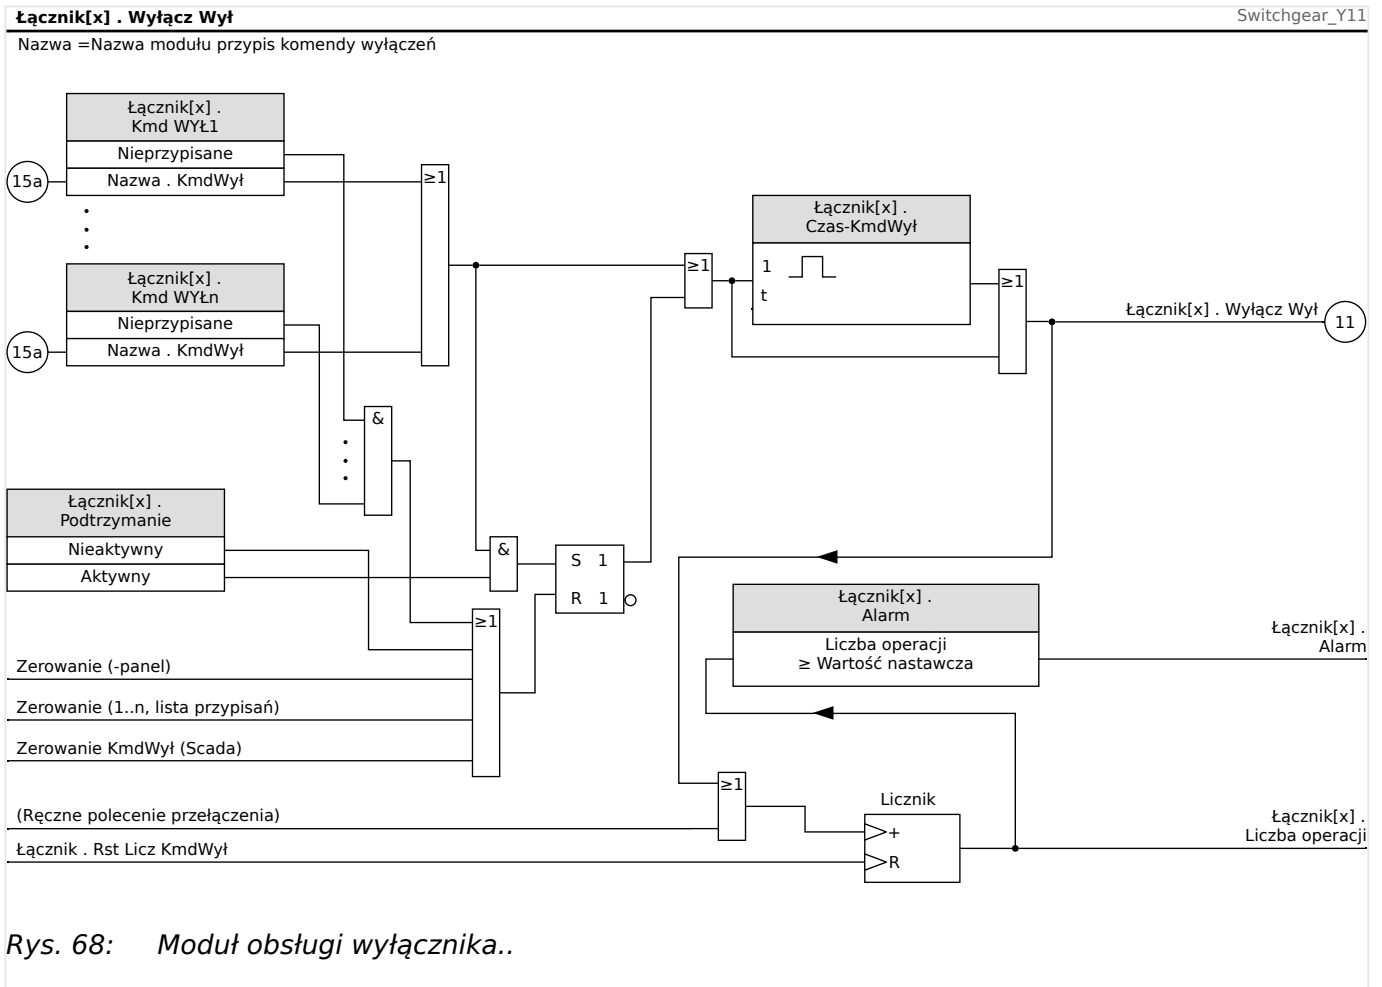 Łącznik[x] . Wyłącz Wył
Switchgear_Y11
Nazwa =Nazwa modułu przypis komendy wyłączeń
Łącznik[x] .
Kmd WYŁ1
Nieprzypisane
15a
Nazwa . KmdWył
Łącznik[x] .
Kmd WYŁn
Nieprzypisane
15a
Nazwa . KmdWył
≥1
≥1
Łącznik[x] .
Czas-KmdWył
1
t
≥1
Łącznik[x] . Wyłącz Wył
11
&
Łącznik[x] .
Podtrzymanie
Nieaktywny
Aktywny
&
S 1
R 1
≥1
Łącznik[x] .
Alarm
Liczba operacji
≥ Wartość nastawcza
Łącznik[x] .
Alarm
Zerowanie (-panel)
Zerowanie (1..n, lista przypisań)
Zerowanie KmdWył (Scada)
≥1
Licznik
+
R
(Ręczne polecenie przełączenia)
Łącznik . Rst Licz KmdWył
Łącznik[x] .
Liczba operacji
Rys. 68: Moduł obsługi wyłącznika..